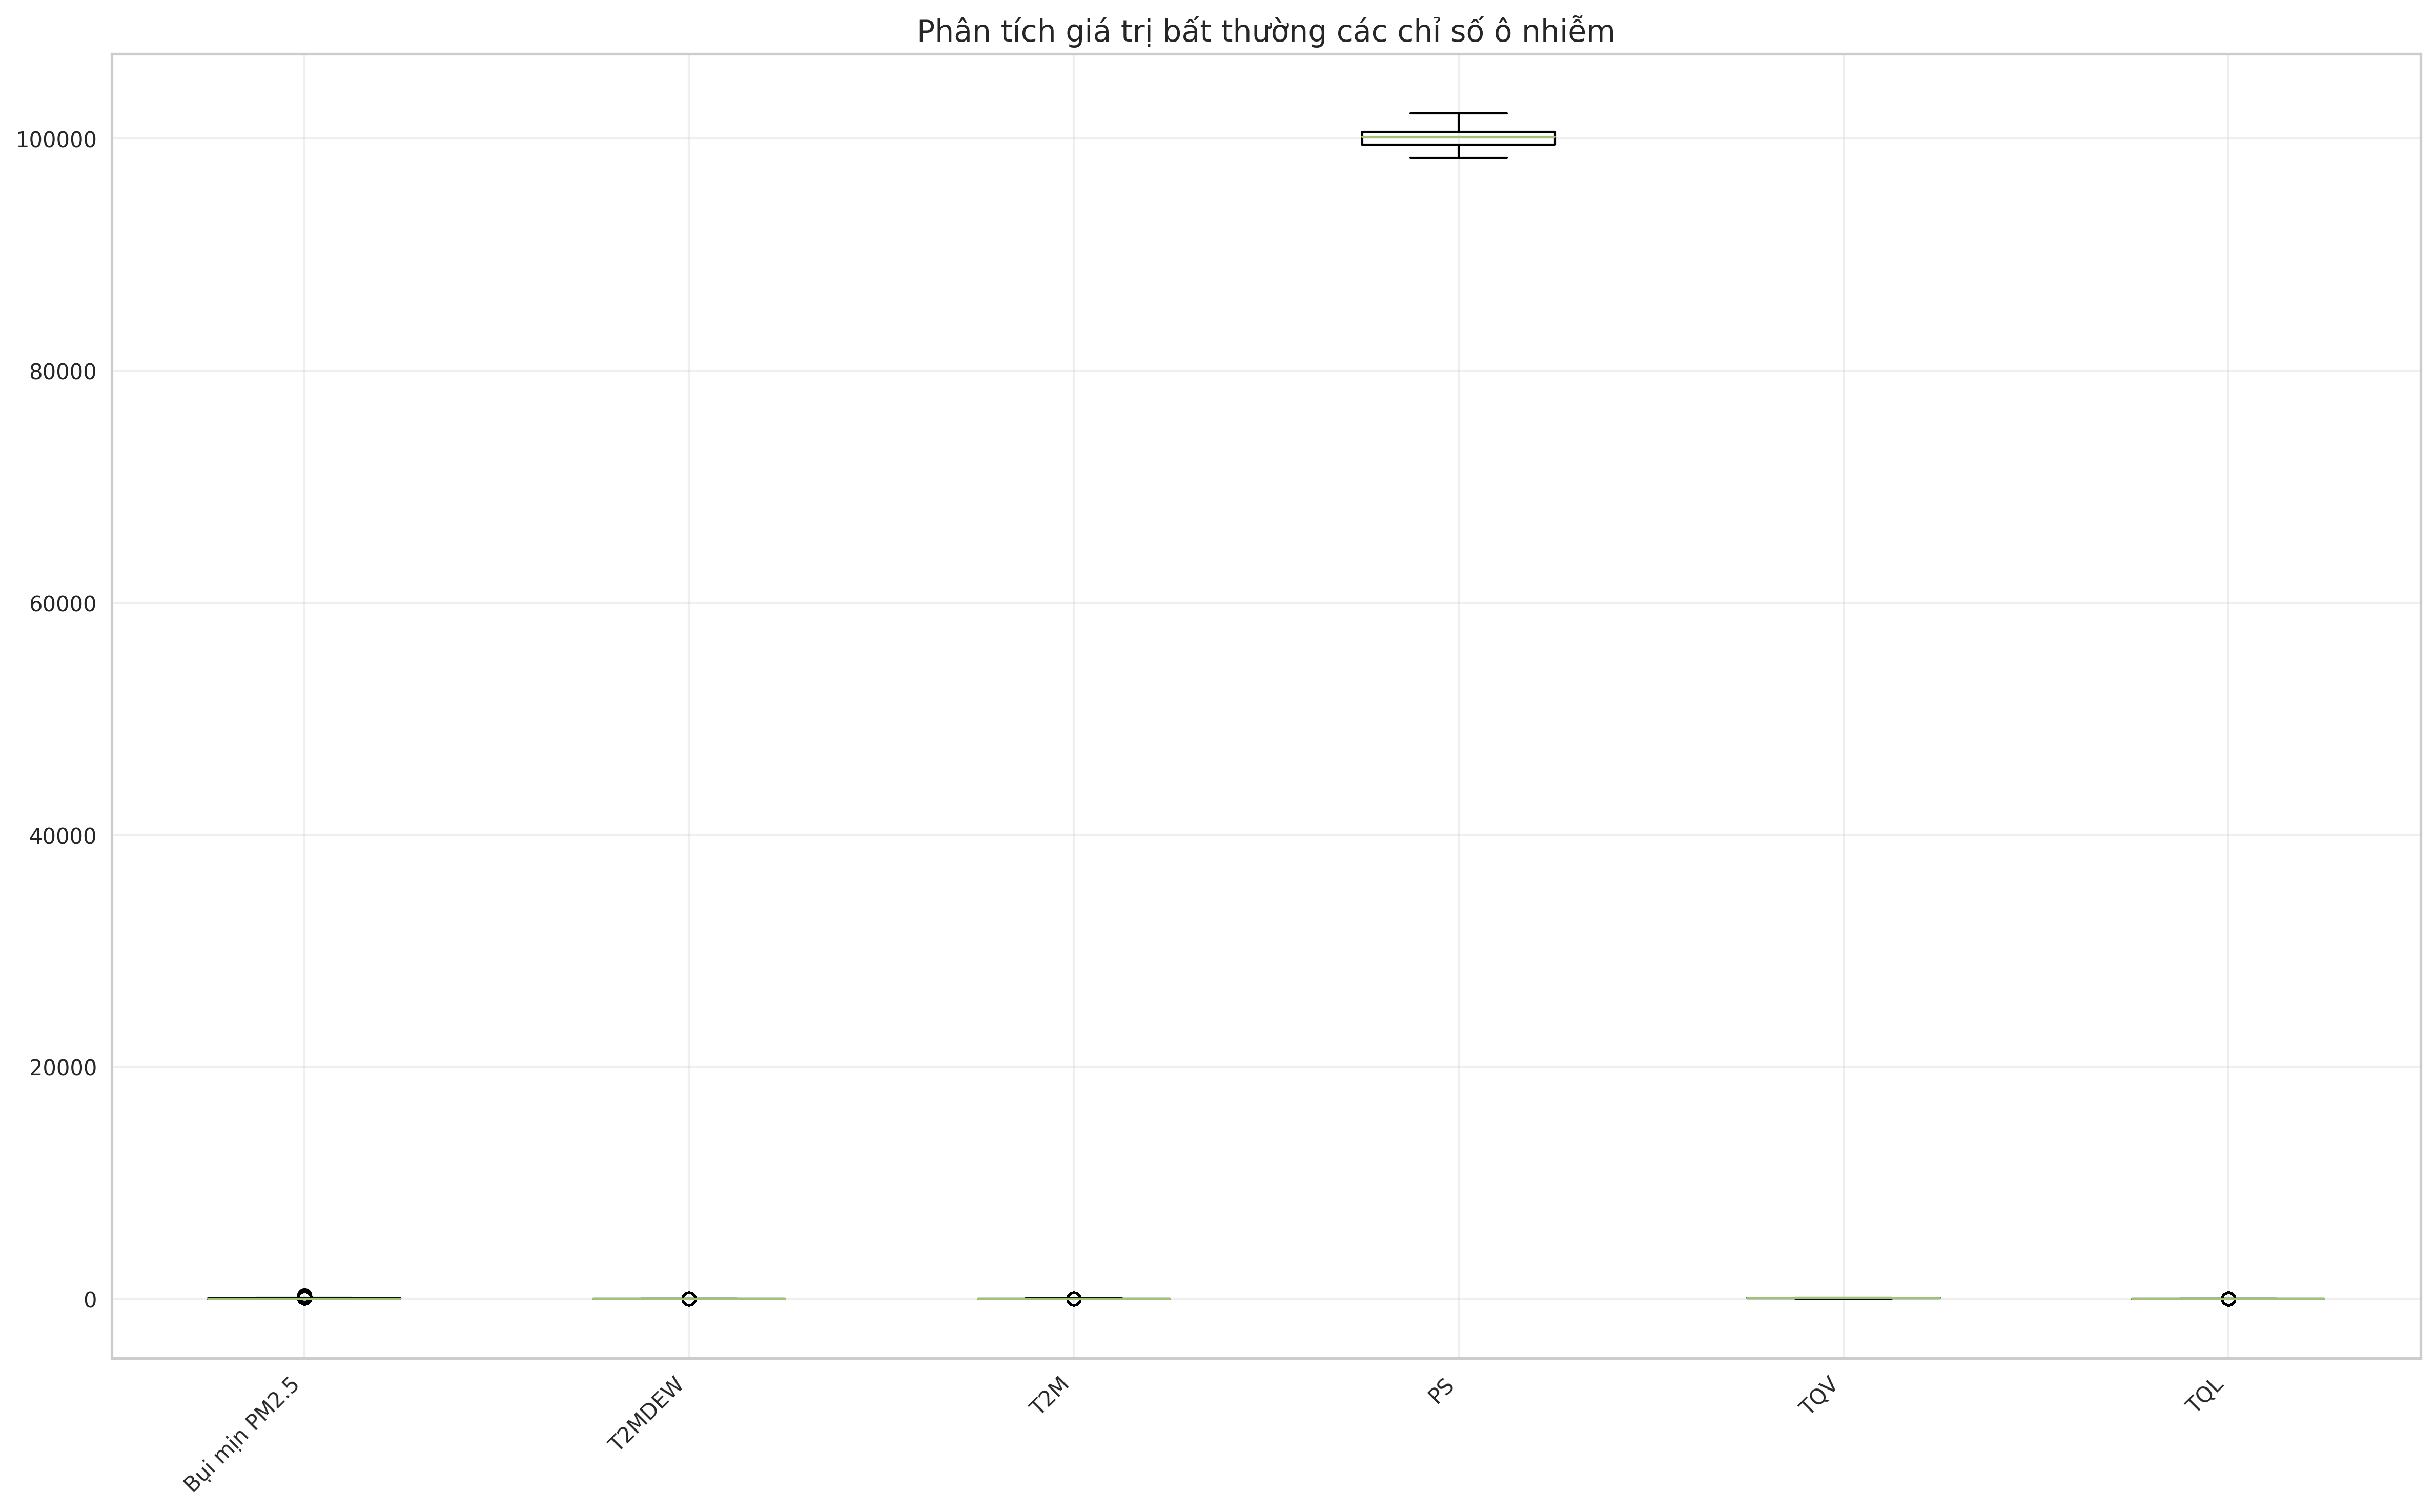 Phân tích giá trị bất thường các chỉ số ô nhiễm
100000
80000
60000
40000
20000
0
Bụi mịn PM2.5
T2MDEW
T2M
PS
TQV
TQL